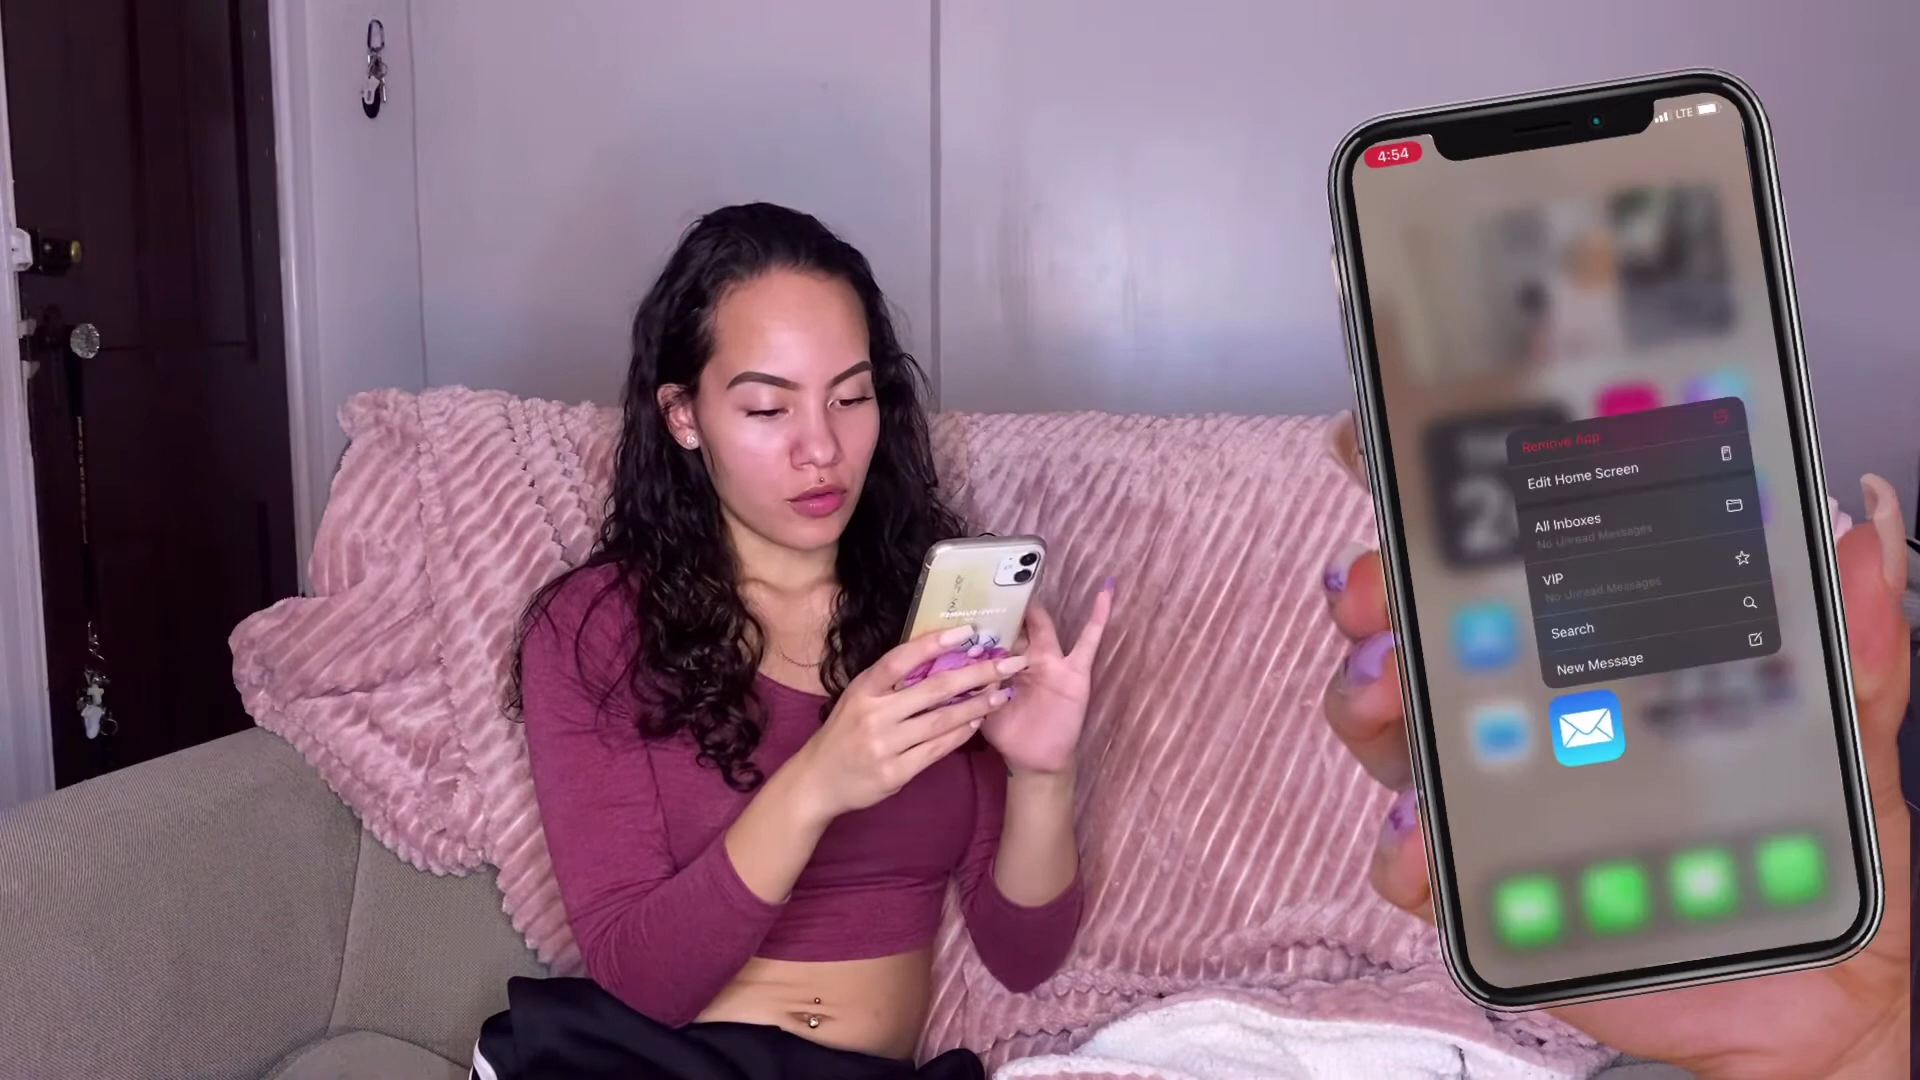 4:54
LTE
Remove App
Edit Home Screen
All Inboxes
No Unread Messages
VIP
No Unread Messages
Search
New Message